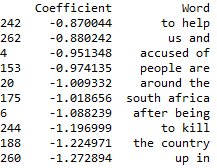 Coefficient Word
242 -0.870044 to help
262 -0.880242 us and
4 -0.951348 accused of
153 -0.974135 people are
20 -1.009332 around the
175 -1.018656 south africa
6 -1.088239 after being
244 -1.196999 to kill
188 -1.224971 the country
260 -1.272894 up in